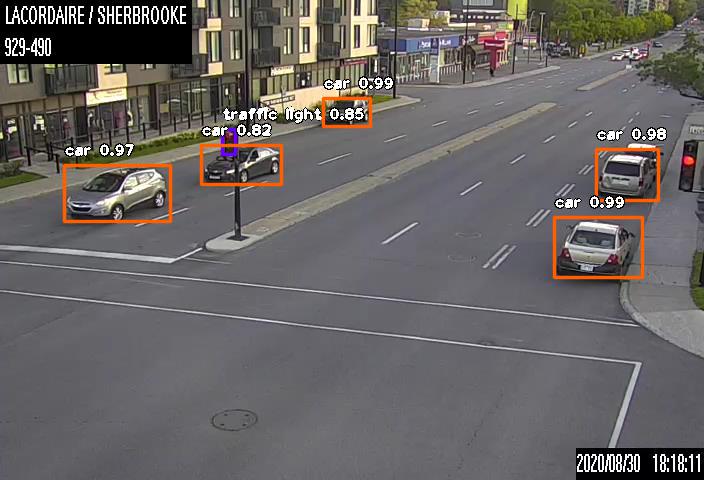 LACORDAIRE / SHERBROOKE
929-490
car 0.99
traffic light 0.85
car 0.82
car 0.97
car 0.98
car 0.99
2020/08/30 18:18:11